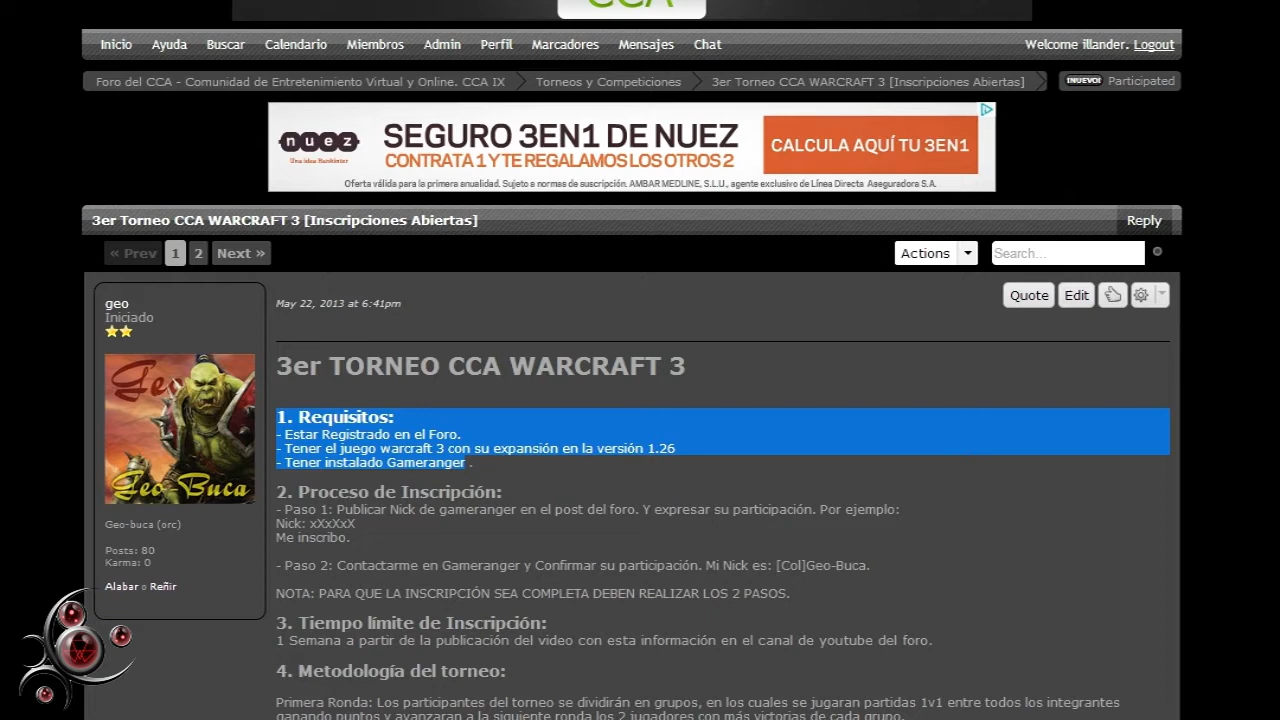 CCA
Inicio Ayuda Buscar Calendario Miembros Admin Perfil Marcadores Mensajes Chat Welcome illander. Logout
Foro del CCA - Comunidad de Entretenimiento Virtual y Online. CCA IX Torneos y Competiciones 3er Torneo CCA WARCRAFT 3 [Inscripciones Abiertas] ¡NUEVO! Participated
nuez
Una idea Bankinter
SEGURO 3EN1 DE NUEZ
CONTRATA 1 Y TE REGALAMOS LOS OTROS 2
CALCULA AQUÍ TU 3EN1
Oferta válida para la primera anualidad. Sujeto a normas de suscripción. AMBAR MEDLINE, S.L.U., agente exclusivo de Línea Directa Aseguradora S.A.
3er Torneo CCA WARCRAFT 3 [Inscripciones Abiertas] Reply
« Prev 1 2 Next » Actions Search...
geo
Iniciado
Geo
Geo-Buca
Geo-buca (orc)
Posts: 80
Karma: 0
Alabar o Reñir
May 22, 2013 at 6:41pm Quote Edit
3er TORNEO CCA WARCRAFT 3
1. Requisitos:
- Estar Registrado en el Foro.
- Tener el juego warcraft 3 con su expansión en la versión 1.26
- Tener instalado Gameranger .
2. Proceso de Inscripción:
- Paso 1: Publicar Nick de gameranger en el post del foro. Y expresar su participación. Por ejemplo:
Nick: xXxXxX
Me inscribo.
- Paso 2: Contactarme en Gameranger y Confirmar su participación. Mi Nick es: [Col]Geo-Buca.
NOTA: PARA QUE LA INSCRIPCIÓN SEA COMPLETA DEBEN REALIZAR LOS 2 PASOS.
3. Tiempo límite de Inscripción:
1 Semana a partir de la publicación del video con esta información en el canal de youtube del foro.
4. Metodología del torneo:
Primera Ronda: Los participantes del torneo se dividirán en grupos, en los cuales se jugaran partidas 1v1 entre todos los integrantes
ganando puntos y avanzaran a la siguiente ronda los 2 jugadores con más victorias de cada grupo.